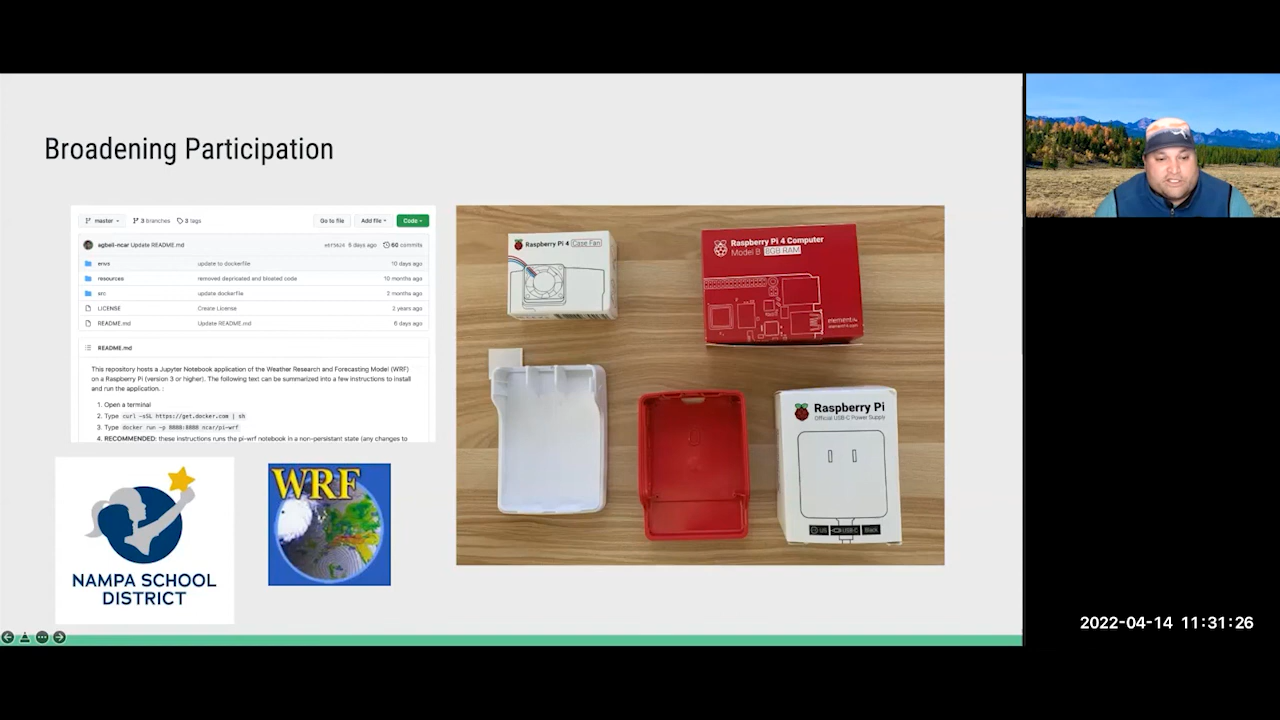 Broadening Participation
master
3 branches
3 tags
Go to file
Add file
Code
agbell-ncar Update README.md
6 days ago
60 commits
envs
update to dockerfile
10 days ago
resources
removed depricated and bloated code
10 months ago
src
update dockerfile
2 months ago
LICENSE
Create License
2 years ago
README.md
Update README.md
6 days ago
README.md
This repository hosts a Jupyter Notebook application of the Weather Research and Forecasting Model (WRF)
on a Raspberry Pi (version 3 or higher). The following text can be summarized into a few instructions to install
and run the application. :
1. Open a terminal
2. Type curl -sSL https://get.docker.com | sh
3. Type docker run -p 8888:8888 ncar/pi-wrf
4. RECOMMENDED: these instructions runs the pi-wrf notebook in a non-persistant state (any changes to
NAMPA SCHOOL
DISTRICT
WRF
Raspberry Pi 4 Case Fan
Raspberry Pi 4 Computer
Model B 8GB RAM
element14
Raspberry Pi
Official USB-C Power Supply
US
USB-C
Black
2022-04-14 11:31:26